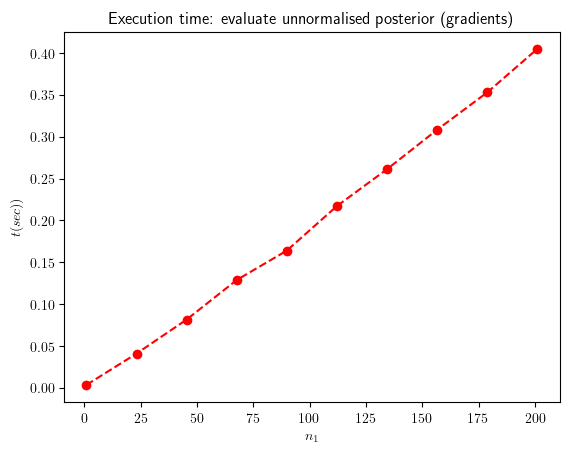 Execution time: evaluate unnormalised posterior (gradients)
0.40
0.35
0.30
0.25
0.20
0.15
0.10
0.05
0.00
t(sec))
0 25 50 75 100 125 150 175 200
n₁